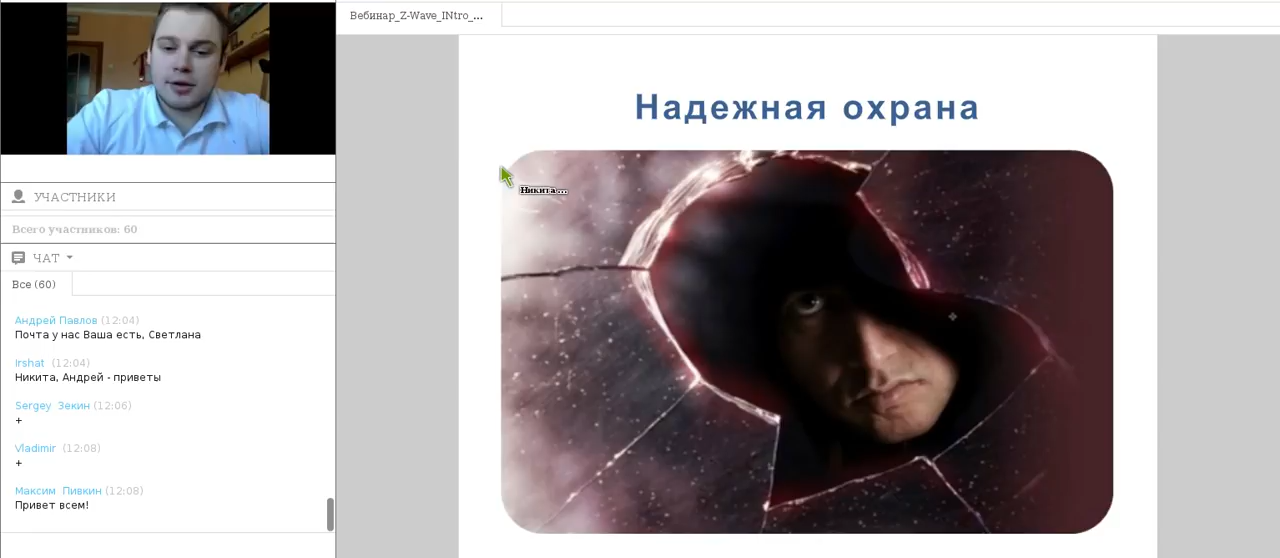 Вебинар_Z-Wave_INtro_...
Надежная охрана
Никита...
УЧАСТНИКИ
Всего участников: 60
ЧАТ
Все (60)
Андрей Павлов (12:04)
Почта у нас Ваша есть, Светлана
Irshat (12:04)
Никита, Андрей - приветы
Sergey Зекин (12:06)
+
Vladimir (12:08)
+
Максим Пивкин (12:08)
Привет всем!